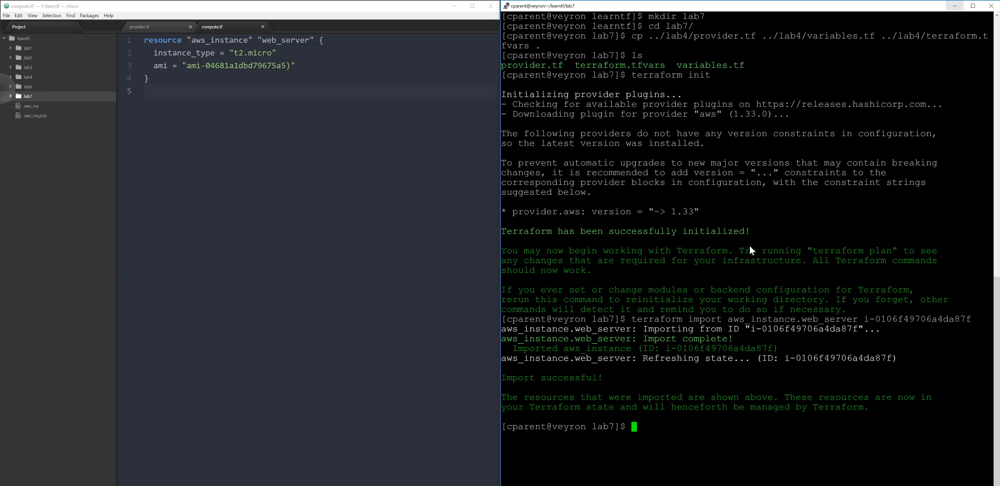 compute.tf — Y:\learntf — Atom
File Edit View Selection Find Packages Help
Project
learntf
lab1
lab2
lab3
lab4
lab6
lab7
aws_rsa
aws_rsa.pub
provider.tf
compute.tf
1 resource "aws_instance" "web_server" {
2 instance_type = "t2.micro"
3 ami = "ami-04681a1dbd79675a5)"
4 }
5
cparent@veyron:~/learntf/lab7
[cparent@veyron learntf]$ mkdir lab7
[cparent@veyron learntf]$ cd lab7/
[cparent@veyron lab7]$ cp ../lab4/provider.tf ../lab4/variables.tf ../lab4/terraform.t
fvars .
[cparent@veyron lab7]$ ls
provider.tf terraform.tfvars variables.tf
[cparent@veyron lab7]$ terraform init
Initializing provider plugins...
- Checking for available provider plugins on https://releases.hashicorp.com...
- Downloading plugin for provider "aws" (1.33.0)...
The following providers do not have any version constraints in configuration,
so the latest version was installed.
To prevent automatic upgrades to new major versions that may contain breaking
changes, it is recommended to add version = "..." constraints to the
corresponding provider blocks in configuration, with the constraint strings
suggested below.
* provider.aws: version = "~> 1.33"
Terraform has been successfully initialized!
You may now begin working with Terraform. Try running "terraform plan" to see
any changes that are required for your infrastructure. All Terraform commands
should now work.
If you ever set or change modules or backend configuration for Terraform,
rerun this command to reinitialize your working directory. If you forget, other
commands will detect it and remind you to do so if necessary.
[cparent@veyron lab7]$ terraform import aws_instance.web_server i-0106f49706a4da87f
aws_instance.web_server: Importing from ID "i-0106f49706a4da87f"...
aws_instance.web_server: Import complete!
Imported aws_instance (ID: i-0106f49706a4da87f)
aws_instance.web_server: Refreshing state... (ID: i-0106f49706a4da87f)
Import successful!
The resources that were imported are shown above. These resources are now in
your Terraform state and will henceforth be managed by Terraform.
[cparent@veyron lab7]$